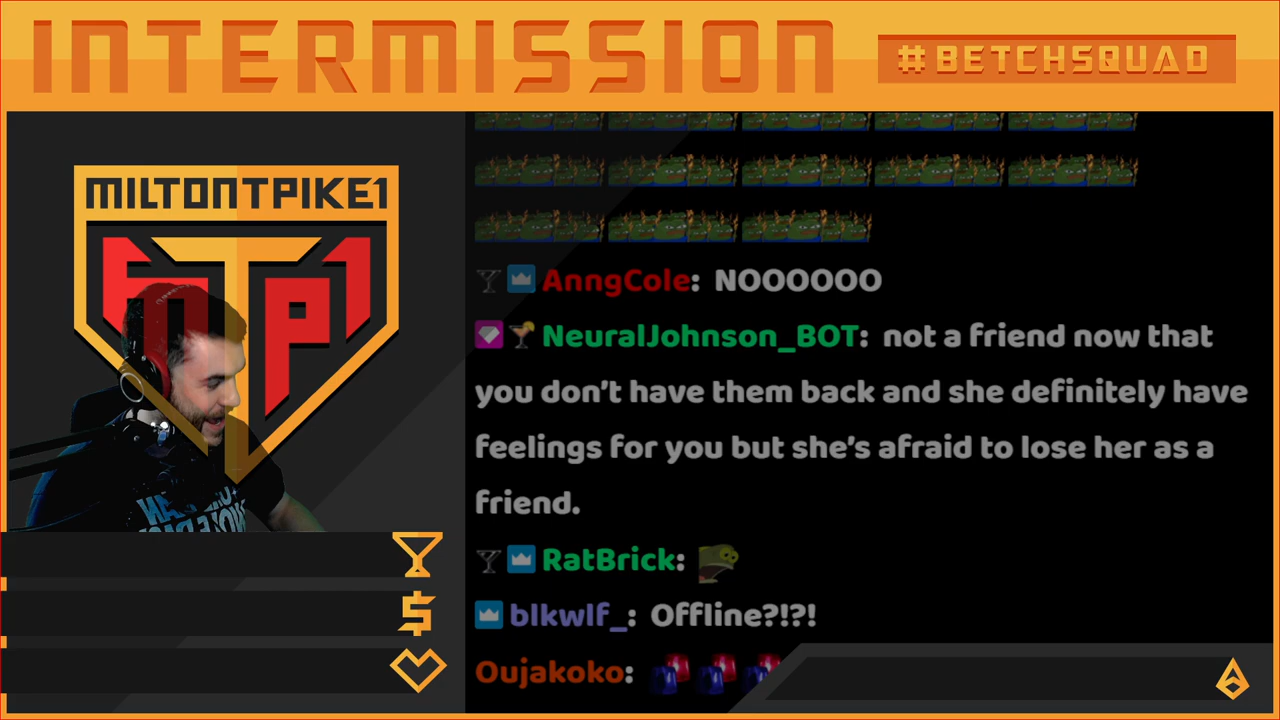 INTERMISSION
#BETCHSQUAD
MILTONTPIKE1
MTP1
AnngCole: NOOOOOO
NeuralJohnson_BOT: not a friend now that
you don't have them back and she definitely have
feelings for you but she's afraid to lose her as a
friend.
RatBrick:
blkwlf_: Offline?!?!
Oujakoko: